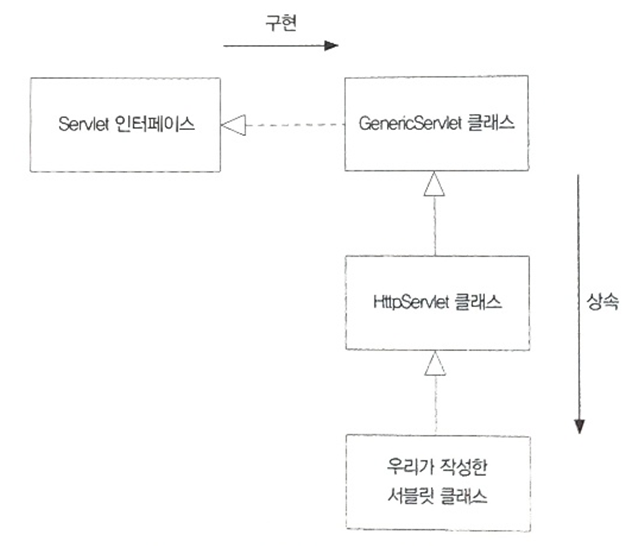 구현
Servlet 인터페이스
GenericServlet 클래스
HttpServlet 클래스
상속
우리가 작성한
서블릿 클래스